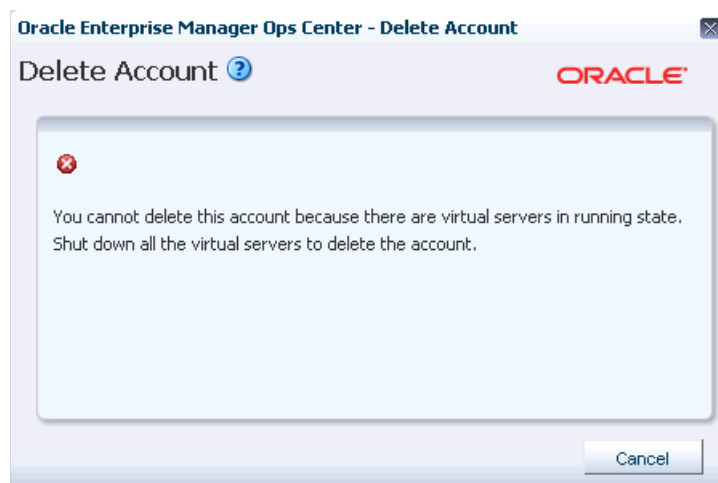 Oracle Enterprise Manager Ops Center - Delete Account
Delete Account
ORACLE
You cannot delete this account because there are virtual servers in running state.
Shut down all the virtual servers to delete the account.
Cancel